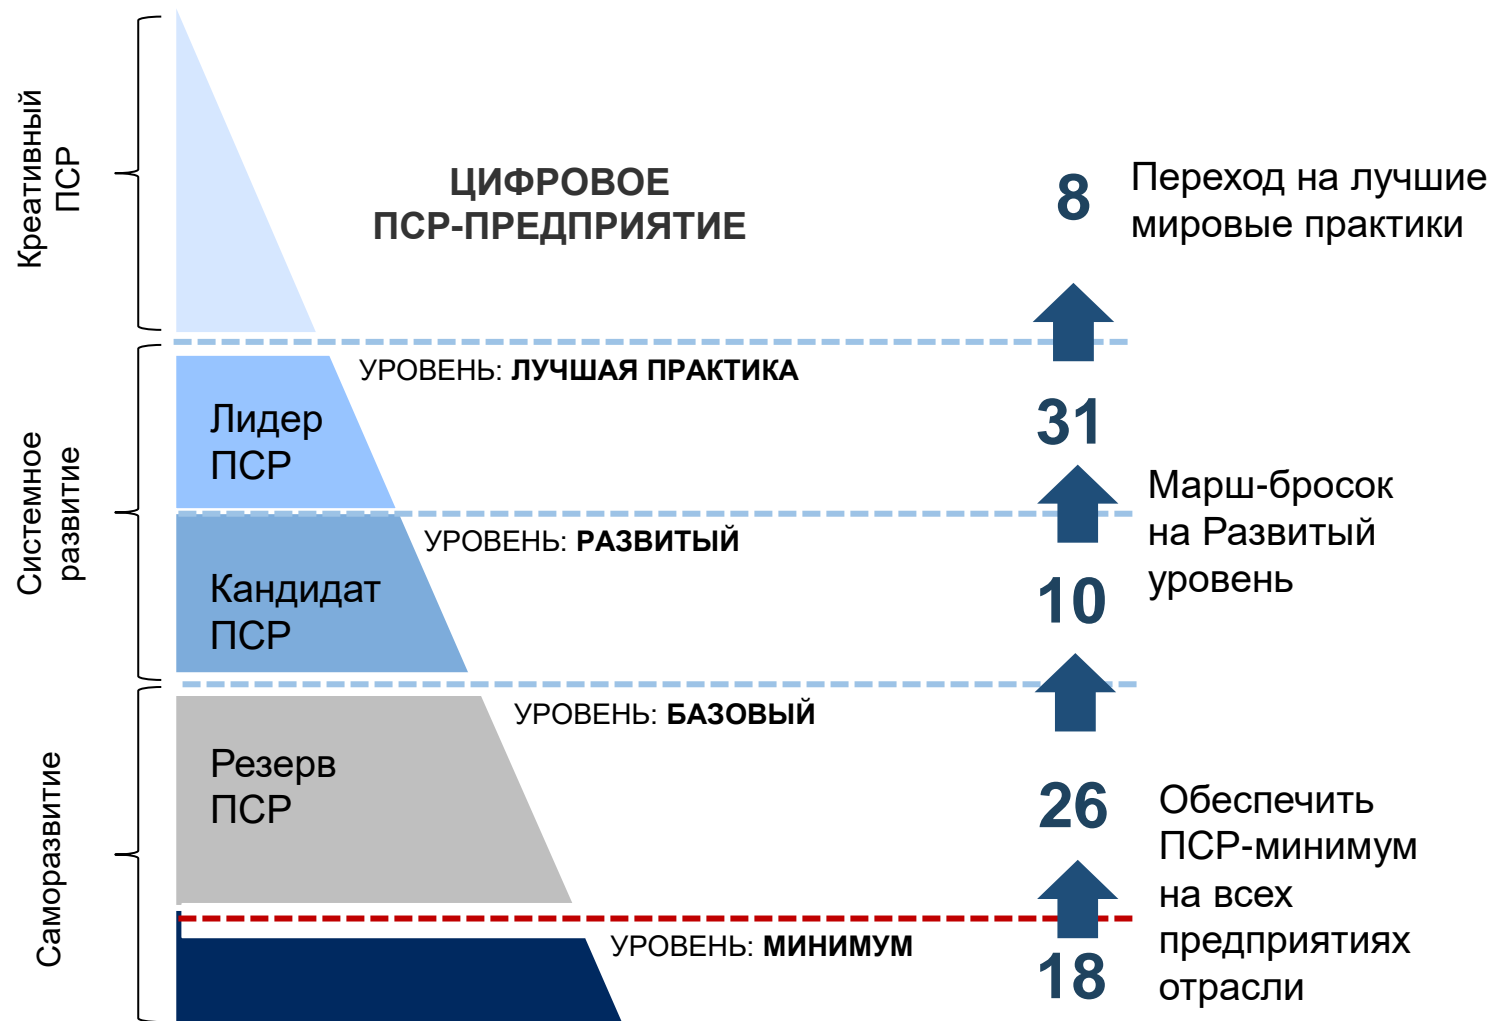 Креативный
ПСР
ЦИФРОВОЕ
ПСР-ПРЕДПРИЯТИЕ
8
Переход на лучшие
мировые практики
УРОВЕНЬ: ЛУЧШАЯ ПРАКТИКА
Системное
развитие
Лидер
ПСР
31
Марш-бросок
на Развитый
уровень
УРОВЕНЬ: РАЗВИТЫЙ
Кандидат
ПСР
10
УРОВЕНЬ: БАЗОВЫЙ
Саморазвитие
Резерв
ПСР
26
Обеспечить
ПСР-минимум
на всех
предприятиях
отрасли
УРОВЕНЬ: МИНИМУМ
18